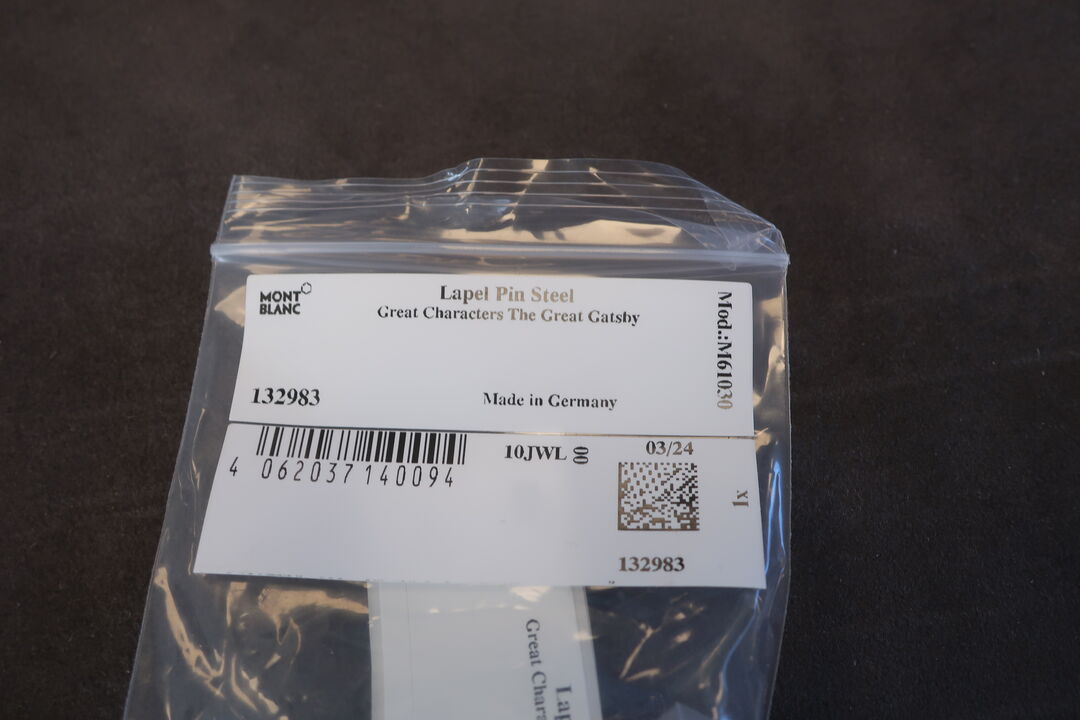 MONT
BLANC
Lapel Pin Steel
Great Characters The Great Gatsby
Mod.:M61030
132983
Made in Germany
4 062037 140094
10JWL 00
03/24
1x
132983
Great Chara
Lap